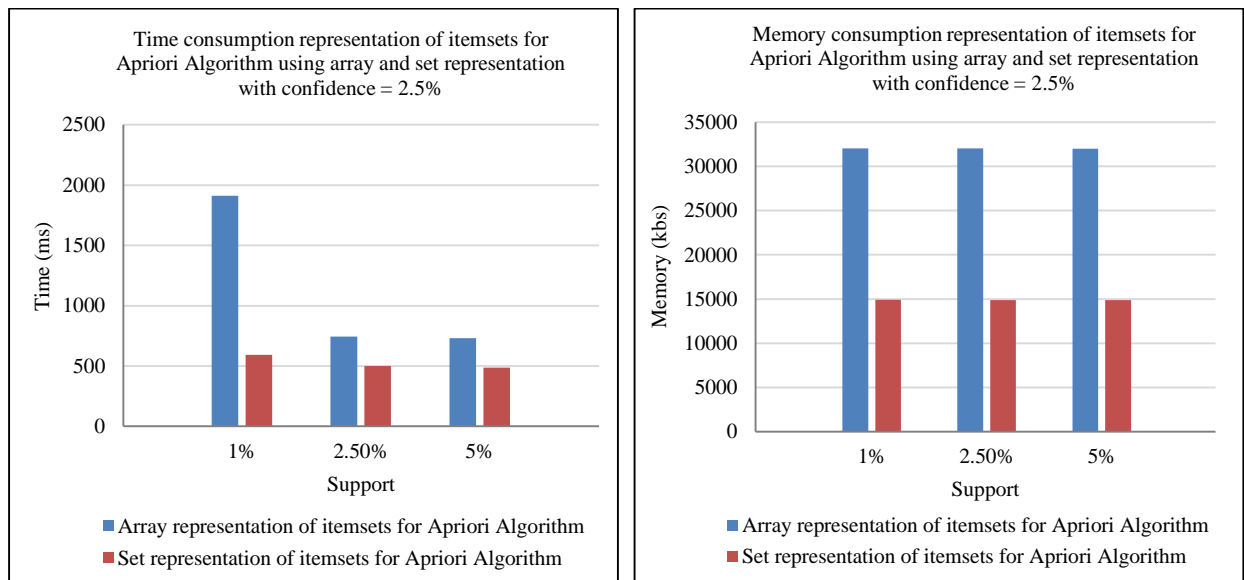 Time consumption representation of itemsets for
Apriori Algorithm using array and set representation
with confidence = 2.5%
2500
2000
1500
1000
500
0
Time (ms)
1%
2.50%
5%
Support
Array representation of itemsets for Apriori Algorithm
Set representation of itemsets for Apriori Algorithm
Memory consumption representation of itemsets for
Apriori Algorithm using array and set representation
with confidence = 2.5%
35000
30000
25000
20000
15000
10000
5000
0
Memory (kbs)
1%
2.50%
5%
Support
Array representation of itemsets for Apriori Algorithm
Set representation of itemsets for Apriori Algorithm